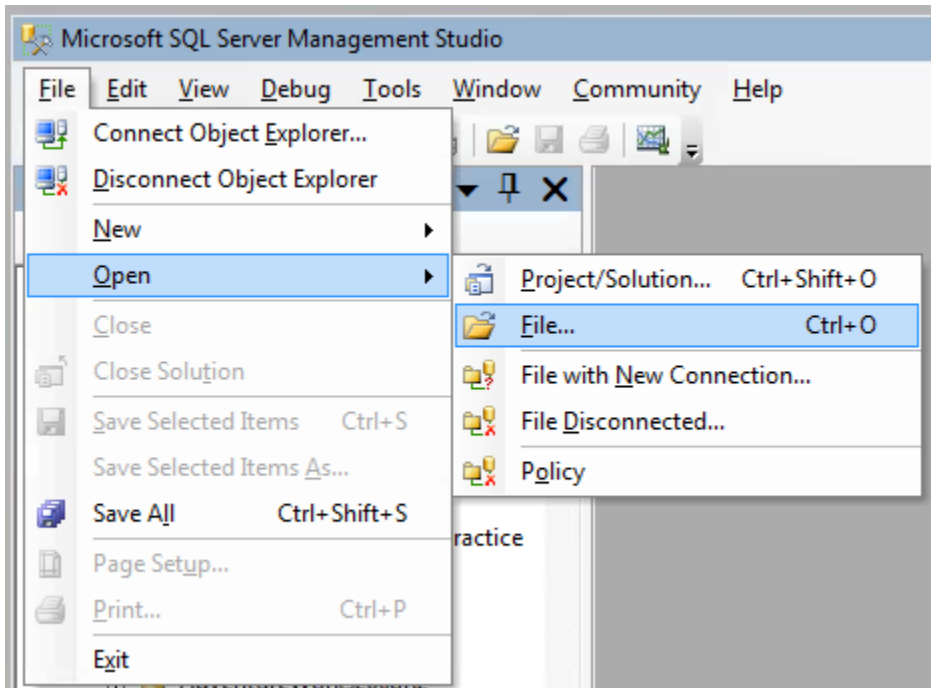 Microsoft SQL Server Management Studio
File Edit View Debug Tools Window Community Help
Connect Object Explorer...
Disconnect Object Explorer
New
Open
Project/Solution... Ctrl+Shift+O
File... Ctrl+O
Close
File with New Connection...
Close Solution
File Disconnected...
Save Selected Items Ctrl+S
Save Selected Items As...
Policy
Save All Ctrl+Shift+S
ractice
Page Setup...
Print... Ctrl+P
Exit